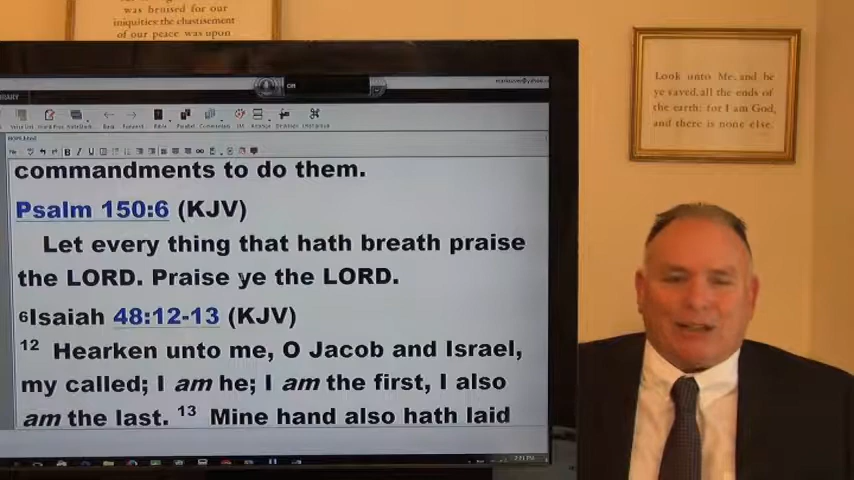 was bruised for our
iniquities the chastisement
of our peace was upon
Look unto Me, and be
ye saved, all the ends of
the earth: for I am God,
and there is none else.
commandments to do them.
Psalm 150:6 (KJV)
Let every thing that hath breath praise
the LORD. Praise ye the LORD.
6Isaiah 48:12-13 (KJV)
12 Hearken unto me, O Jacob and Israel,
my called; I am he; I am the first, I also
am the last. 13 Mine hand also hath laid